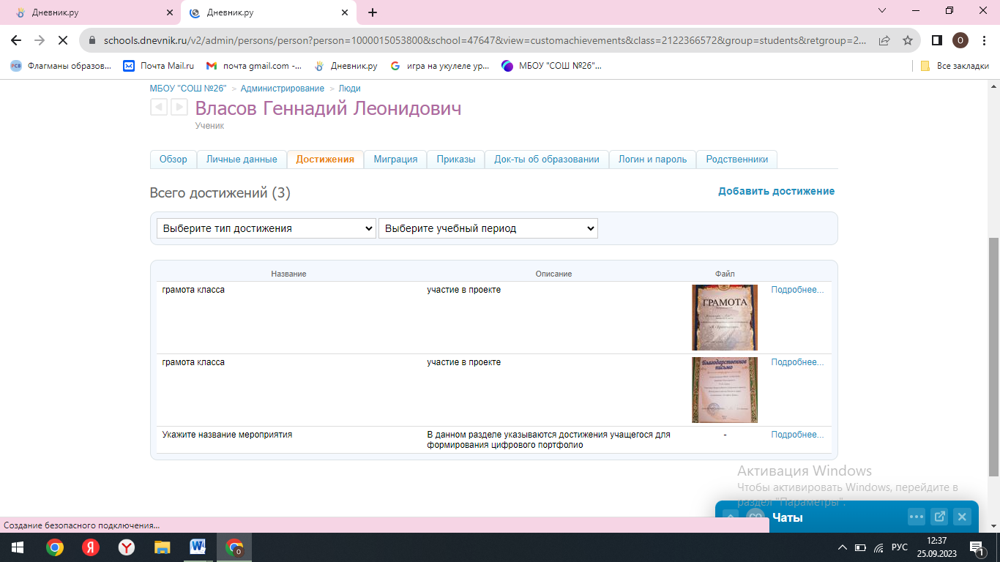 Дневник.ру
Дневник.ру
schools.dnevnik.ru/v2/admin/persons/person?person=1000015053800&school=47647&view=customachievements&class=2122366572&group=students&retgroup=2...
О
Флагманы образов...
Почта Mail.ru
почта gmail.com -...
Дневник.ру
игра на укулеле ур...
МБОУ "СОШ №26"...
Все закладки
МБОУ "СОШ №26" > Администрирование > Люди
Власов Геннадий Леонидович
Ученик
Обзор
Личные данные
Достижения
Миграция
Приказы
Док-ты об образовании
Логин и пароль
Родственники
Всего достижений (3)
Добавить достижение
Выберите тип достижения
Выберите учебный период
Название
Описание
Файл
грамота класса
участие в проекте
ГРАМОТА
Подробнее...
грамота класса
участие в проекте
Благодарственное
письмо
Подробнее...
Укажите название мероприятия
В данном разделе указываются достижения учащегося для
формирования цифрового портфолио
-
Подробнее...
Активация Windows
Чтобы активировать Windows, перейдите в
раздел "Параметры".
Чаты
Создание безопасного подключения...
РУС
12:37
25.09.2023
1